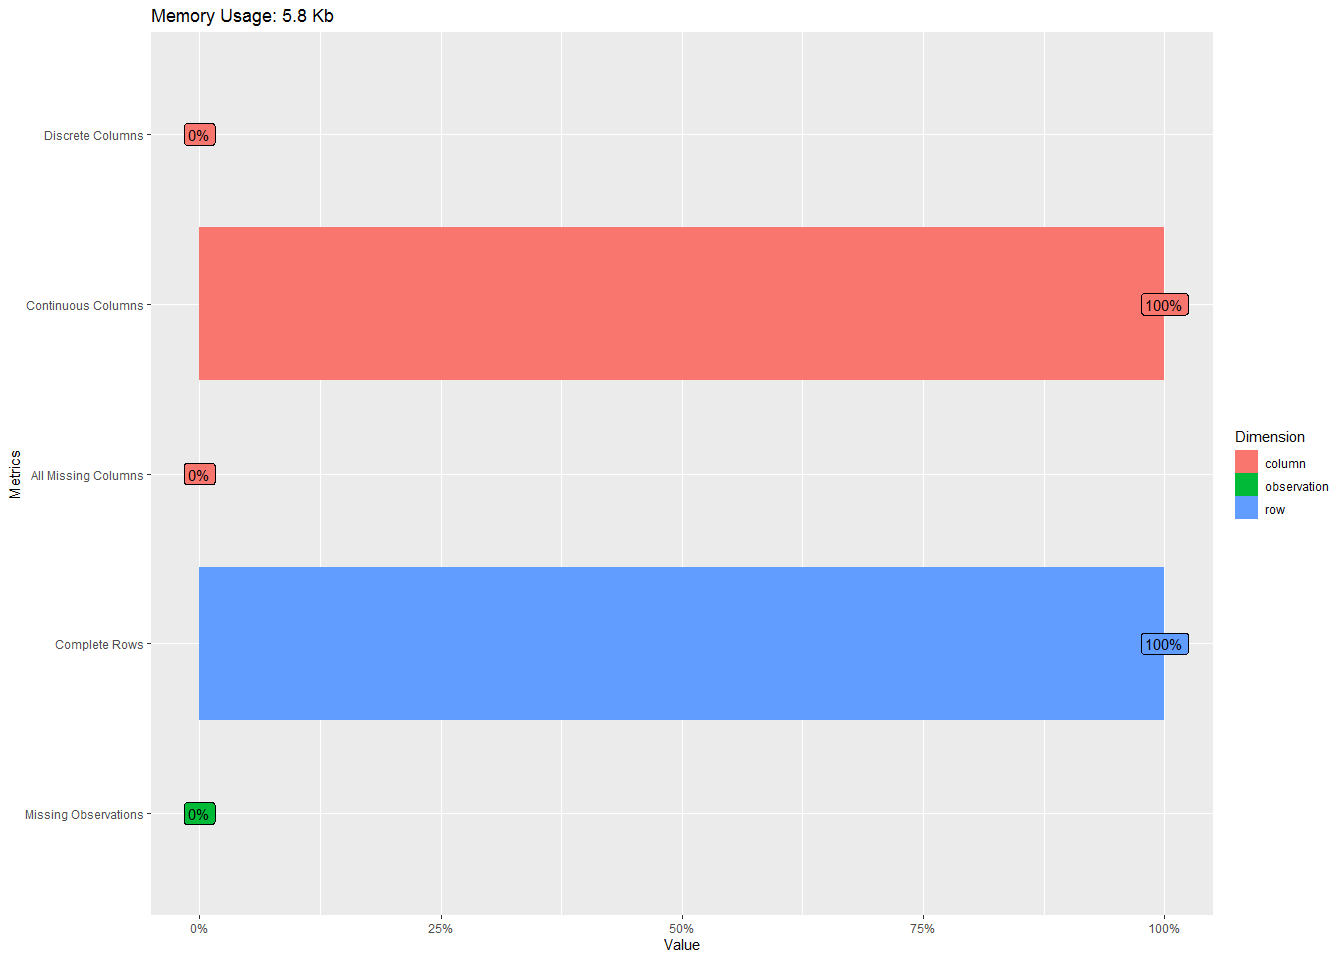 Memory Usage: 5.8 Kb
Metrics
Discrete Columns
0%
Continuous Columns
100%
All Missing Columns
0%
Complete Rows
100%
Missing Observations
0%
0%
25%
50%
75%
100%
Value
Dimension
column
observation
row